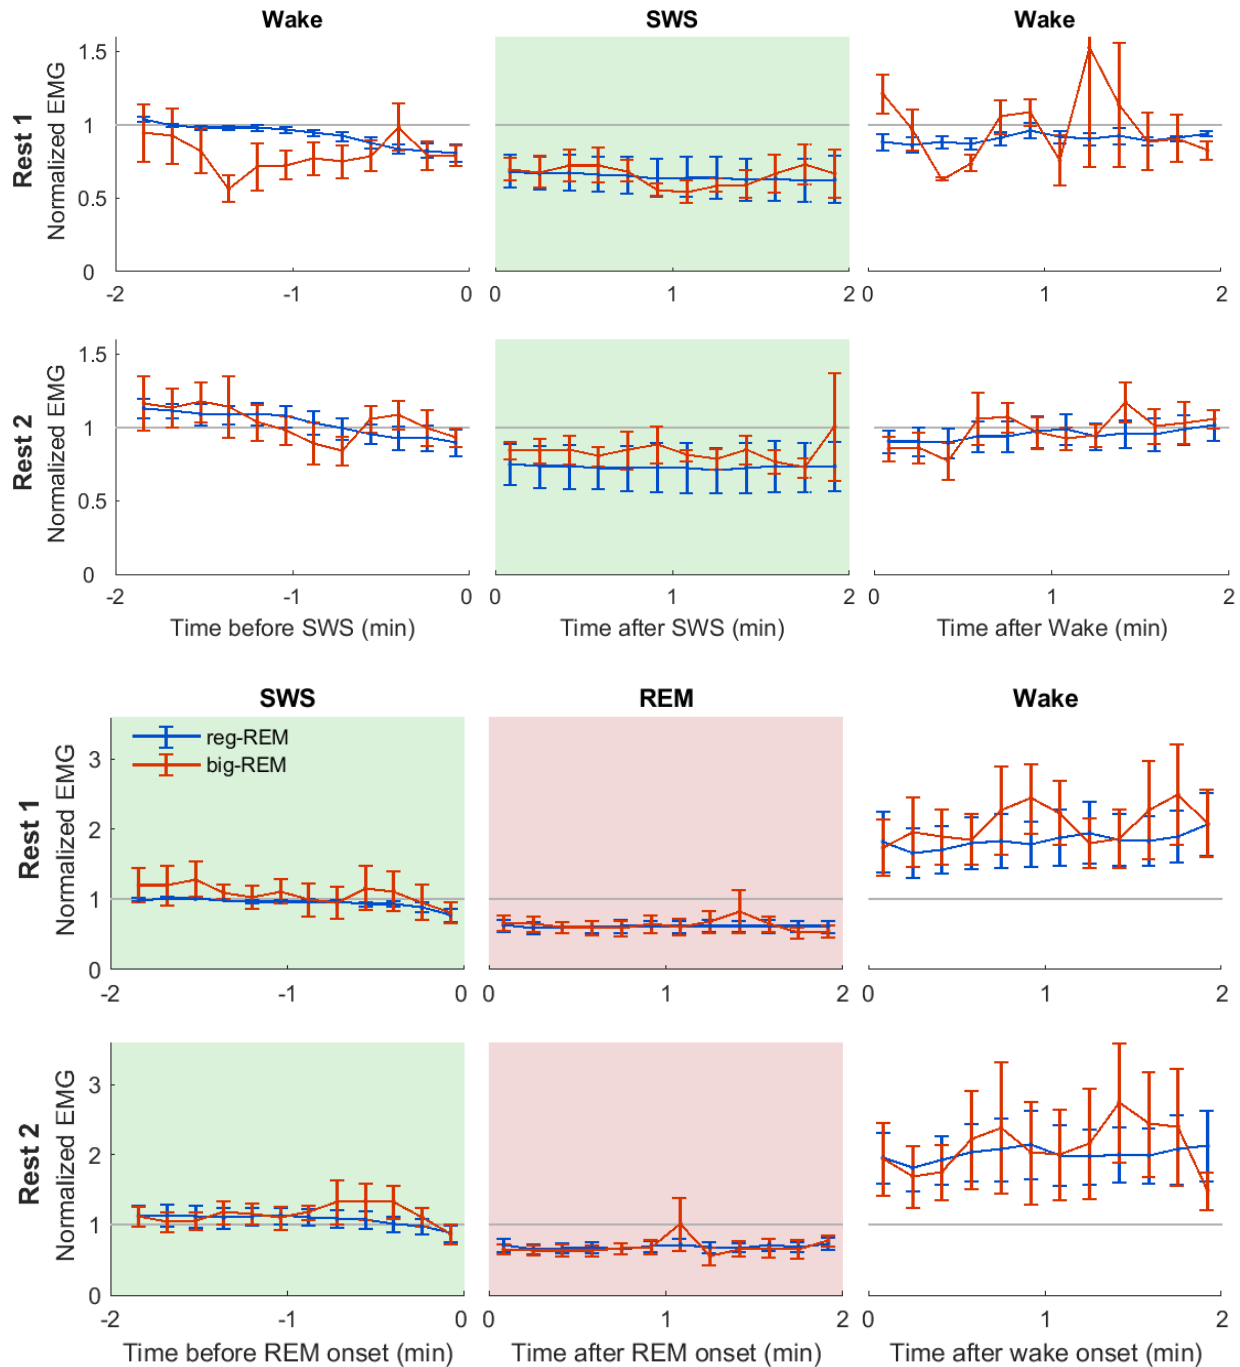 Wake SWS Wake
Rest 1
Normalized EMG
1.5
1
0.5
0
-2 -1 0 1 2 0 1 2
Rest 2
Normalized EMG
1.5
1
0.5
0
-2 -1 0 1 2 0 1 2
Time before SWS (min) Time after SWS (min) Time after Wake (min)
SWS REM Wake
Rest 1
Normalized EMG
3
2
1
0
reg-REM
big-REM
-2 -1 0 0 1 2 0 1 2
Rest 2
Normalized EMG
3
2
1
0
-2 -1 0 0 1 2 0 1 2
Time before REM onset (min) Time after REM onset (min) Time after wake onset (min)